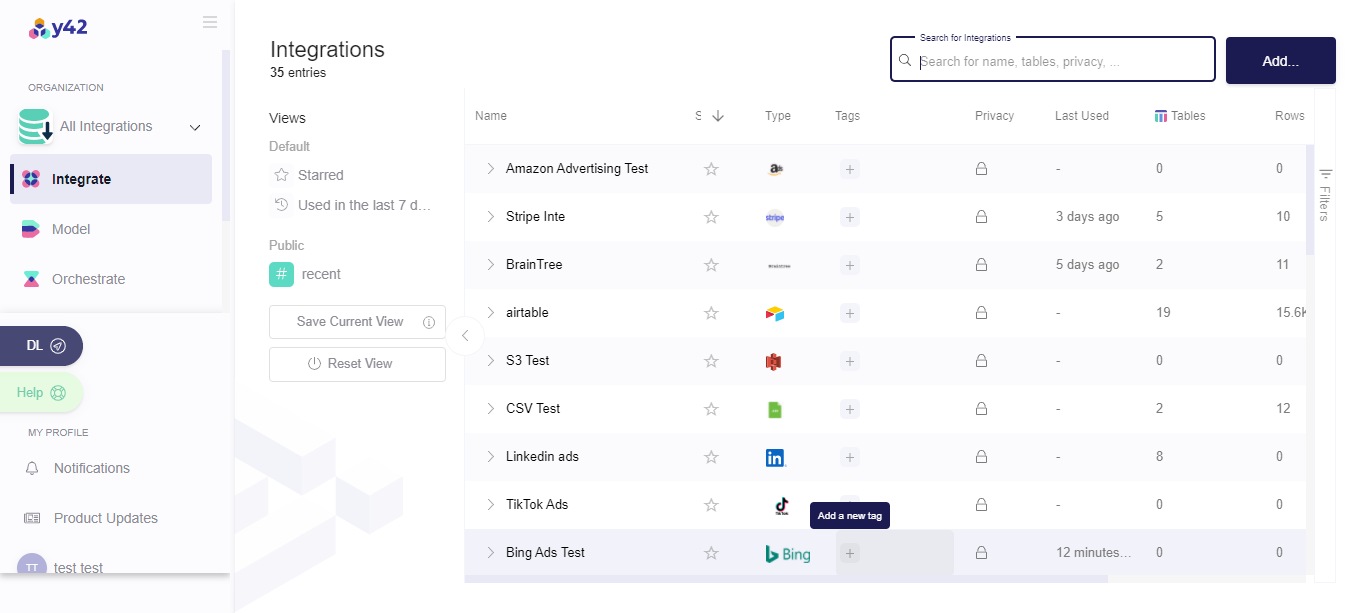 y42
ORGANIZATION
All Integrations
Integrate
Model
Orchestrate
DL
Help
MY PROFILE
Notifications
Product Updates
TT
test test
Integrations
35 entries
Search for Integrations
Search for name, tables, privacy, ...
Add...
Views
Default
Starred
Used in the last 7 d...
Public
# recent
Save Current View
Reset View
Name S Type Tags Privacy Last Used Tables Rows
Amazon Advertising Test a + - 0 0
Stripe Inte stripe + 3 days ago 5 10
BrainTree + 5 days ago 2 11
airtable + - 19 15.6K
S3 Test + - 0 0
CSV Test + - 2 12
Linkedin ads in + - 8 0
TikTok Ads - 0 0
Add a new tag
Bing Ads Test Bing + 12 minutes... 0 0
Filters